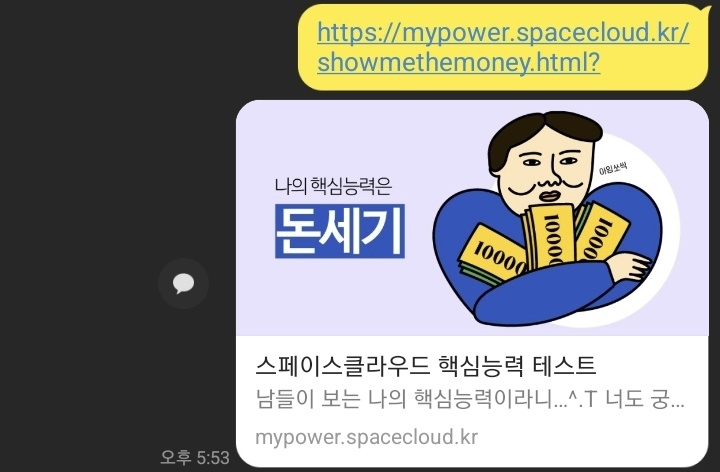 https://mypower.spacecloud.kr/
showmethemoney.html?
나의 핵심능력은
돈세기
아임쏘씩
10000
10000
10000
스페이스클라우드 핵심능력 테스트
남들이 보는 나의 핵심능력이라니...^.T 너도 궁...
mypower.spacecloud.kr
오후 5:53